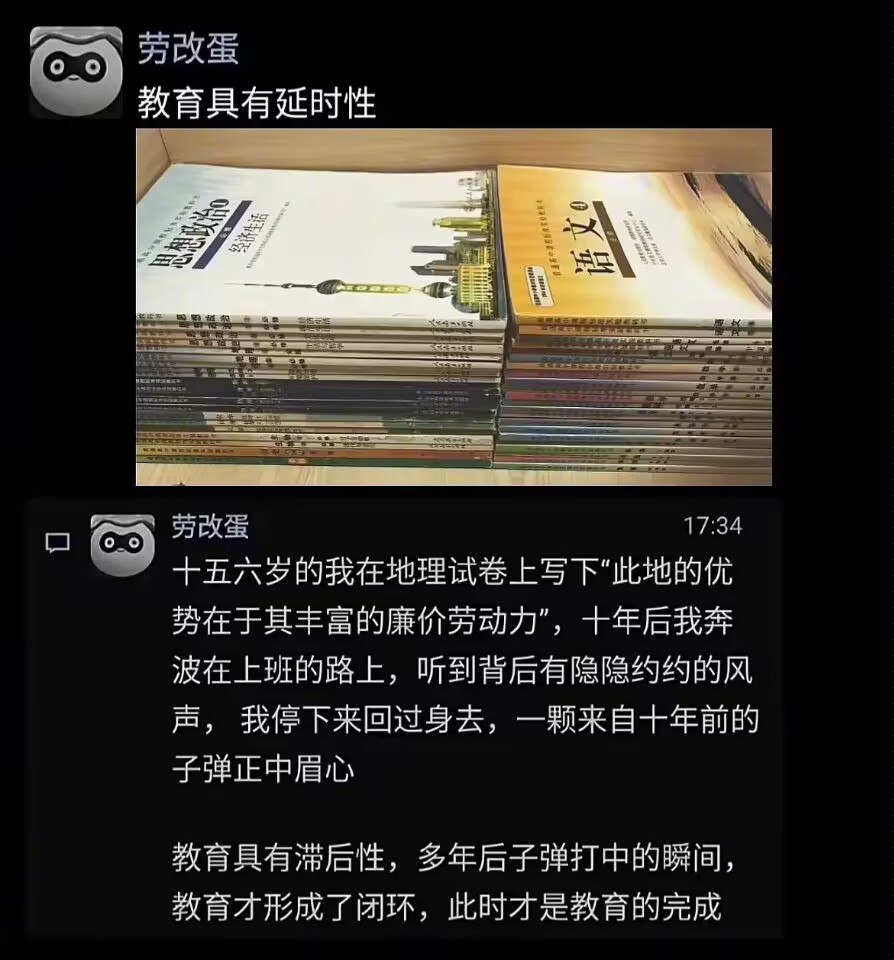 劳改蛋
教育具有延时性
思想政治1
必修
经济生活
语文4
必修
劳改蛋
17:34
十五六岁的我在地理试卷上写下“此地的优
势在于其丰富的廉价劳动力”，十年后我奔
波在上班的路上，听到背后有隐隐约约的风
声， 我停下来回过身去，一颗来自十年前的
子弹正中眉心
教育具有滞后性，多年后子弹打中的瞬间，
教育才形成了闭环，此时才是教育的完成